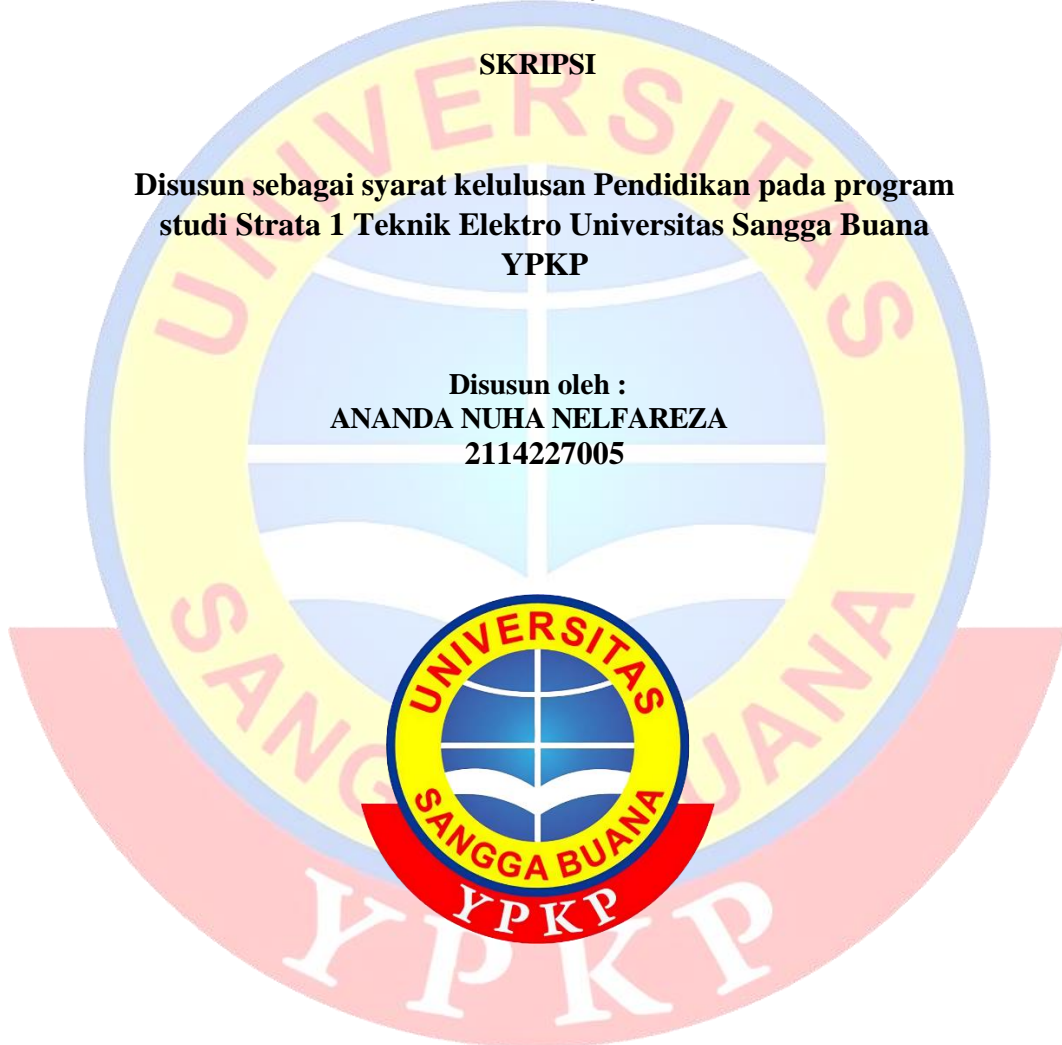 SKRIPSI
Disusun sebagai syarat kelulusan Pendidikan pada program
studi Strata 1 Teknik Elektro Universitas Sangga Buana
YPKP
Disusun oleh :
ANANDA NUHA NELFAREZA
2114227005
UNIVERSITAS
SANGGA BUANA
YPKP